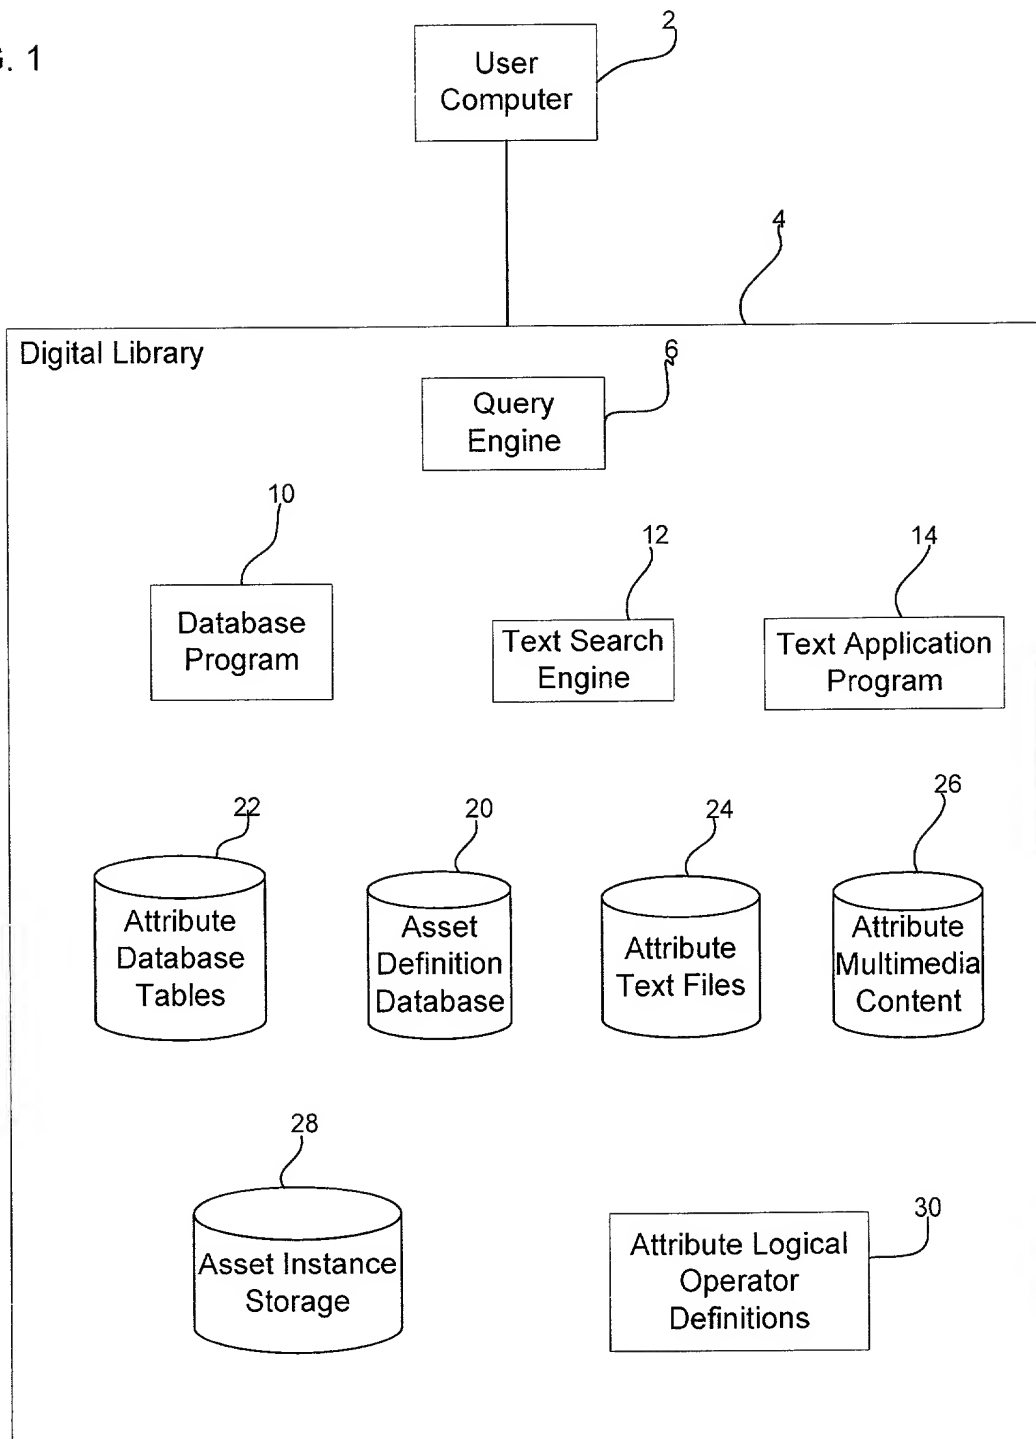 . 1
2
User
Computer
4
Digital Library
6
Query
Engine
10
12
14
Database
Program
Text Search
Engine
Text Application
Program
22
20
24
26
Attribute
Database
Tables
Asset
Definition
Database
Attribute
Text Files
Attribute
Multimedia
Content
28
30
Asset Instance
Storage
Attribute Logical
Operator
Definitions